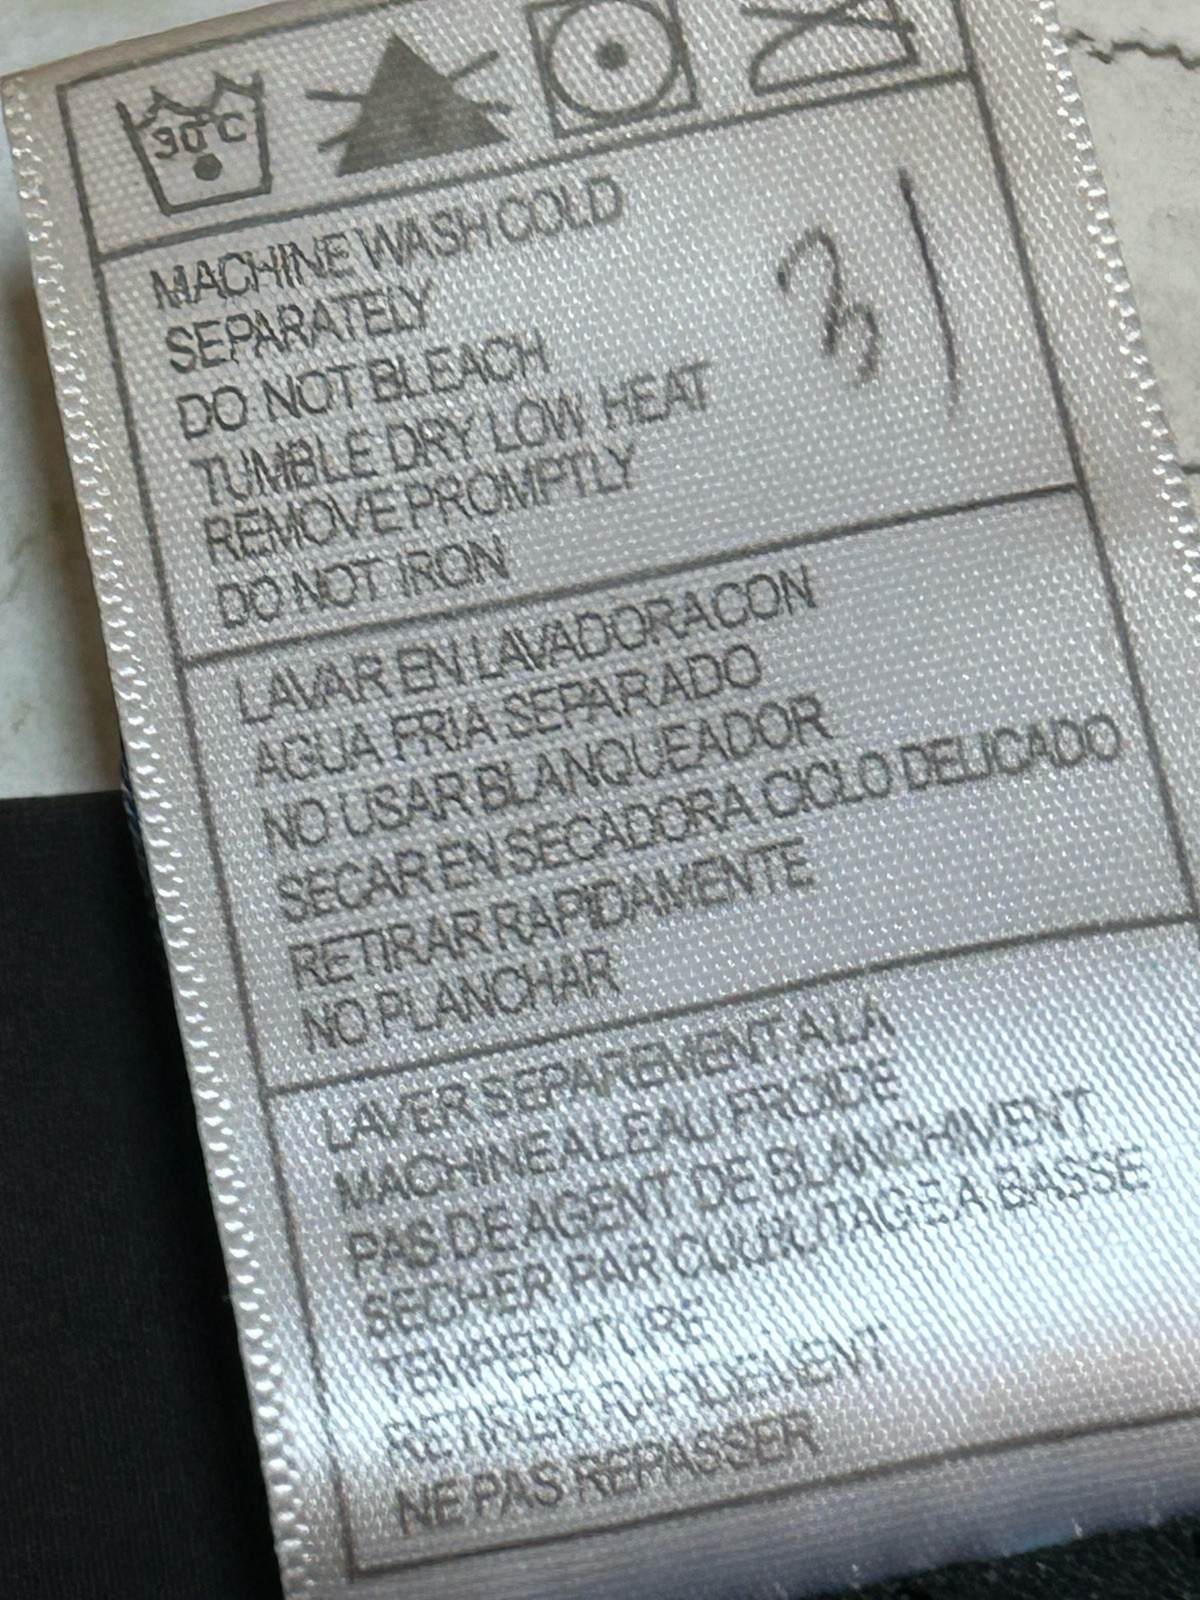 30°C
MACHINE WASH COLD
SEPARATELY
DO NOT BLEACH
TUMBLE DRY LOW HEAT
REMOVE PROMPTLY
DO NOT IRON
31
LAVAR EN LAVADORA CON
AGUA FRIA SEPARADO
NO USAR BLANQUEADOR
SECAR EN SECADORA CICLO DELICADO
RETIRAR RAPIDAMENTE
NO PLANCHAR
LAVER SEPAREMENT A LA
MACHINE A L EAU FROIDE
PAS DE AGENT DE BLANCHIMENT
SECHER PAR CULBUTAGE A BASSE
TEMPERATURE
RETIRER RAPIDEMENT
NE PAS REPASSER